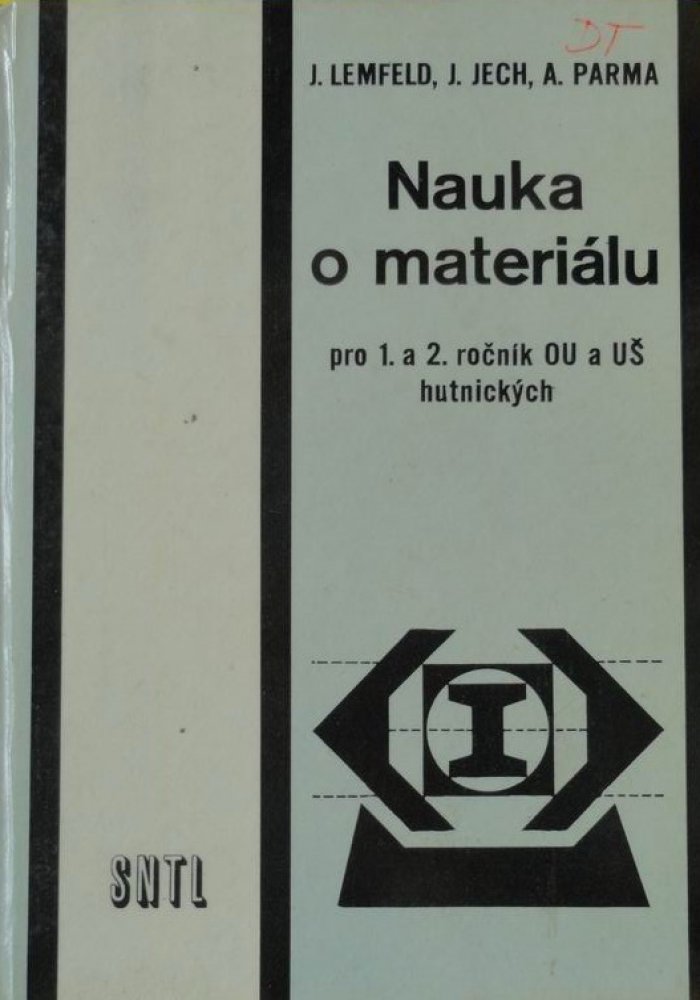 DT
J. LEMFELD, J. JECH, A. PARMA
Nauka
o materiálu
pro 1. a 2. ročník OU a UŠ
hutnických
SNTL